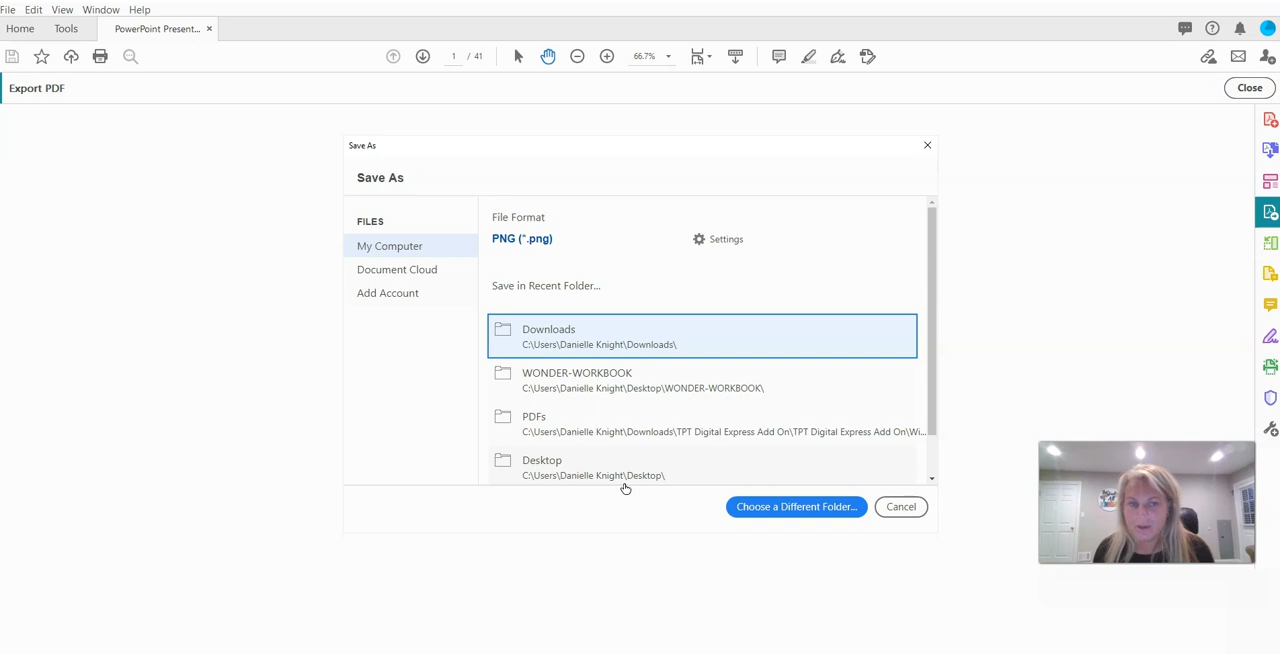 File Edit View Window Help
Home Tools PowerPoint Present... ×
1 / 41 66.7%
Export PDF Close
Save As
Save As
FILES
My Computer
Document Cloud
Add Account
File Format
PNG (*.png) Settings
Save in Recent Folder...
Downloads
C:\Users\Danielle Knight\Downloads\
WONDER-WORKBOOK
C:\Users\Danielle Knight\Desktop\WONDER-WORKBOOK\
PDFs
C:\Users\Danielle Knight\Downloads\TPT Digital Express Add On\TPT Digital Express Add On\Wi...
Desktop
C:\Users\Danielle Knight\Desktop\
Choose a Different Folder... Cancel